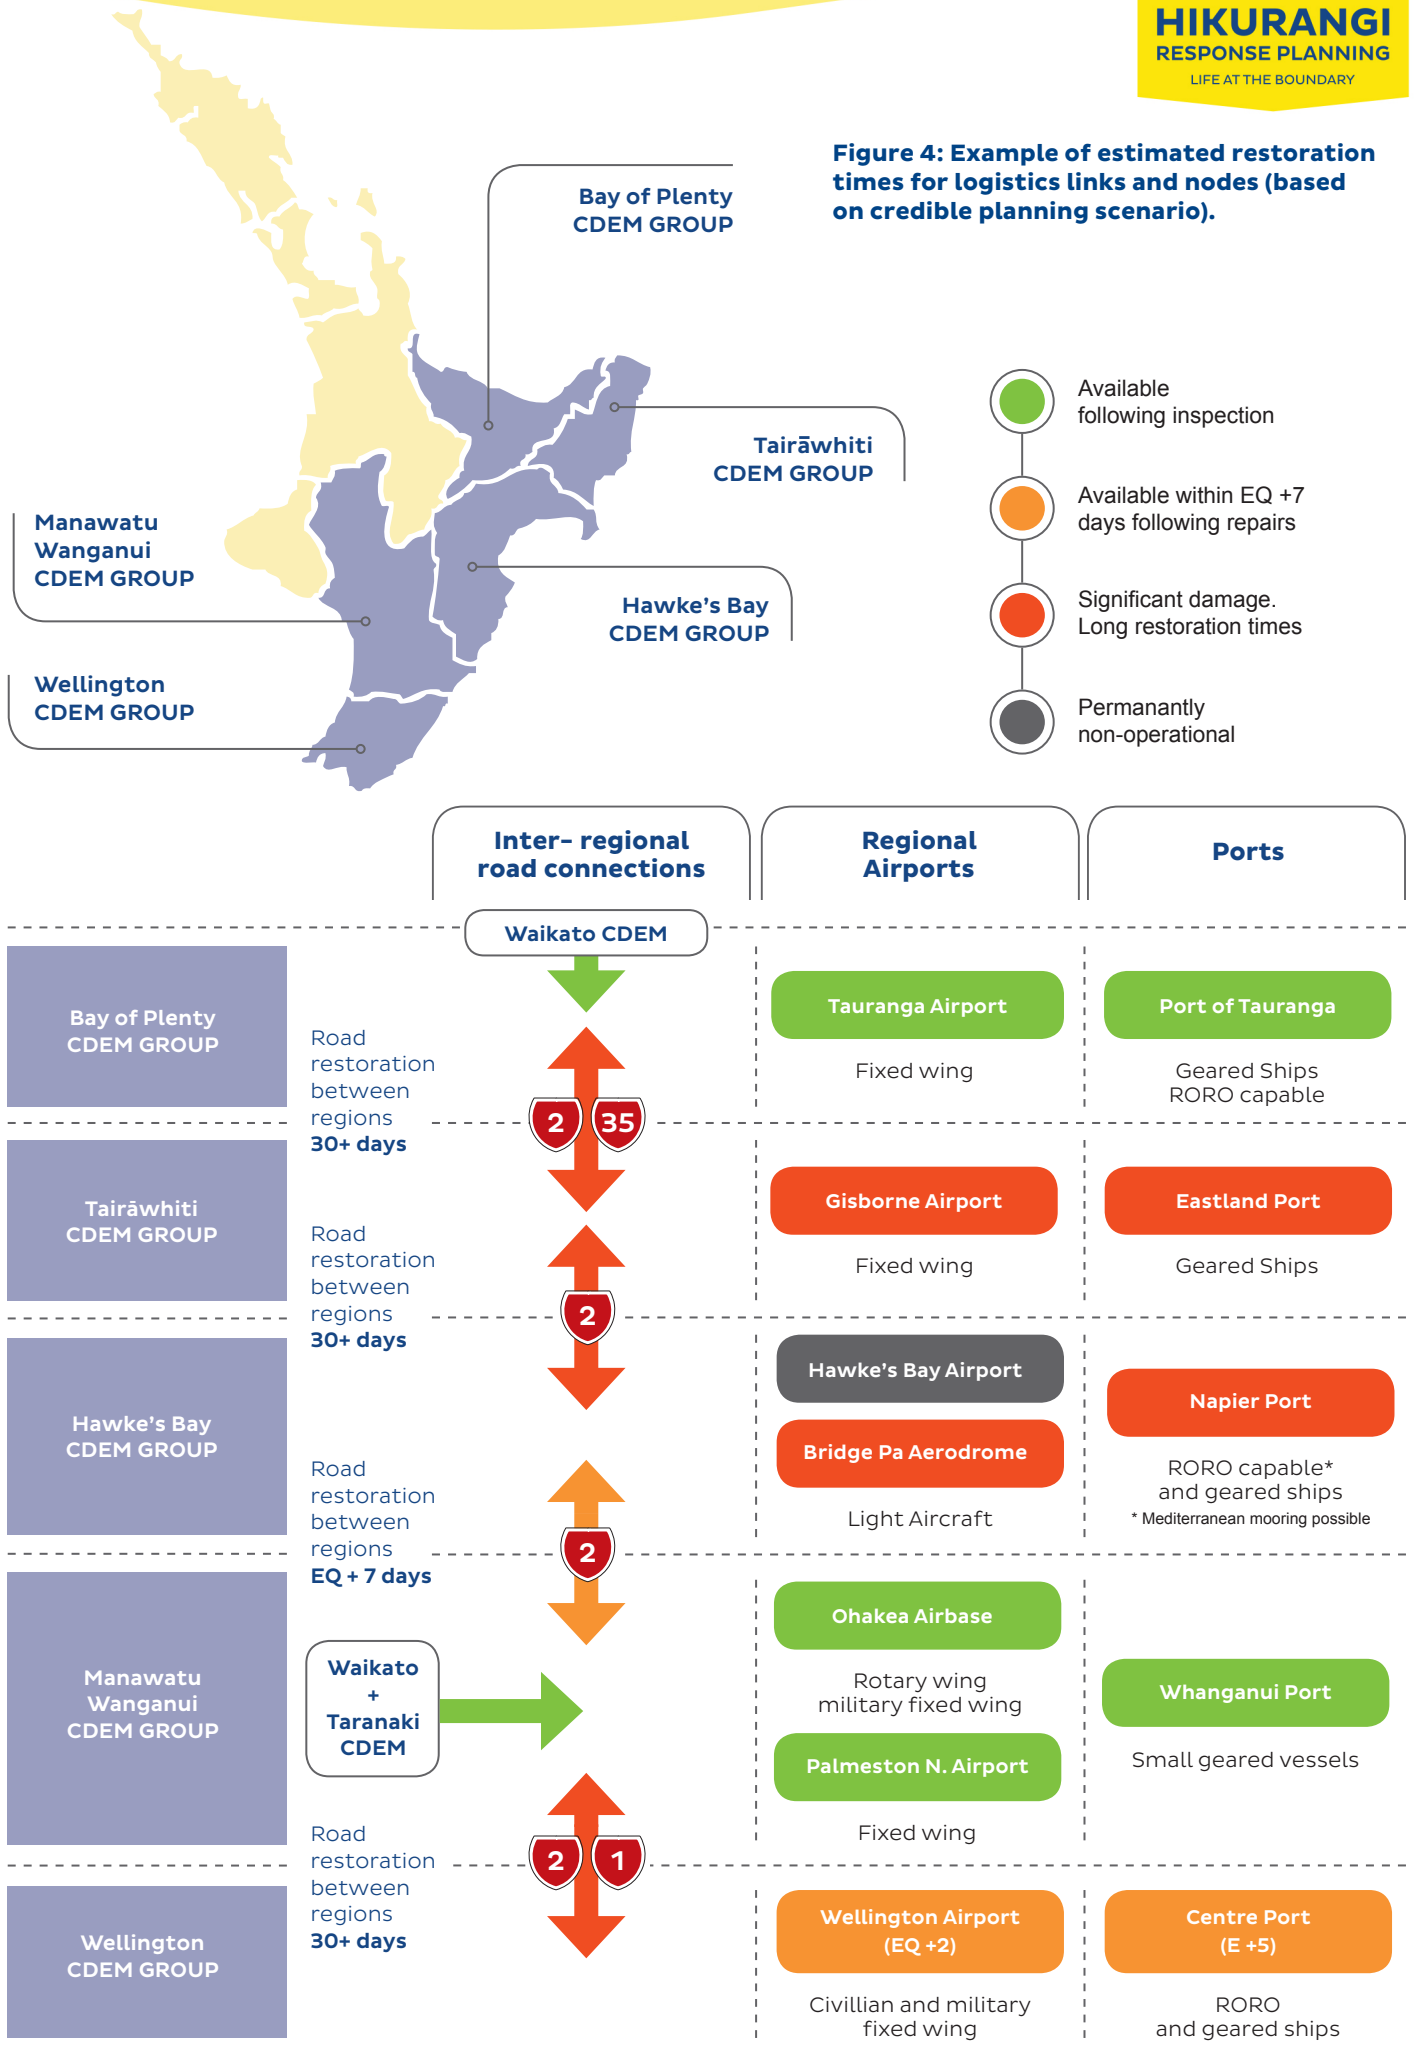 HIKURANGI
RESPONSE PLANNING
LIFE AT THE BOUNDARY
Figure 4: Example of estimated restoration
times for logistics links and nodes (based
on credible planning scenario).
Bay of Plenty
CDEM GROUP
Tairāwhiti
CDEM GROUP
Manawatu
Wanganui
CDEM GROUP
Hawke's Bay
CDEM GROUP
Wellington
CDEM GROUP
Available
following inspection
Available within EQ +7
days following repairs
Significant damage.
Long restoration times
Permanantly
non-operational
Inter- regional
road connections
Regional
Airports
Ports
Waikato CDEM
Bay of Plenty
CDEM GROUP
Road
restoration
between
regions
30+ days
2 35
Tauranga Airport
Fixed wing
Port of Tauranga
Geared Ships
RORO capable
Tairāwhiti
CDEM GROUP
Road
restoration
between
regions
30+ days
2
Gisborne Airport
Fixed wing
Eastland Port
Geared Ships
Hawke's Bay
CDEM GROUP
Road
restoration
between
regions
EQ + 7 days
2
Hawke's Bay Airport
Bridge Pa Aerodrome
Light Aircraft
Napier Port
RORO capable*
and geared ships
* Mediterranean mooring possible
Manawatu
Wanganui
CDEM GROUP
Waikato
+
Taranaki
CDEM
Ohakea Airbase
Rotary wing
military fixed wing
Palmeston N. Airport
Fixed wing
Whanganui Port
Small geared vessels
Road
restoration
between
regions
30+ days
2 1
Wellington
CDEM GROUP
Wellington Airport
(EQ +2)
Civillian and military
fixed wing
Centre Port
(E +5)
RORO
and geared ships